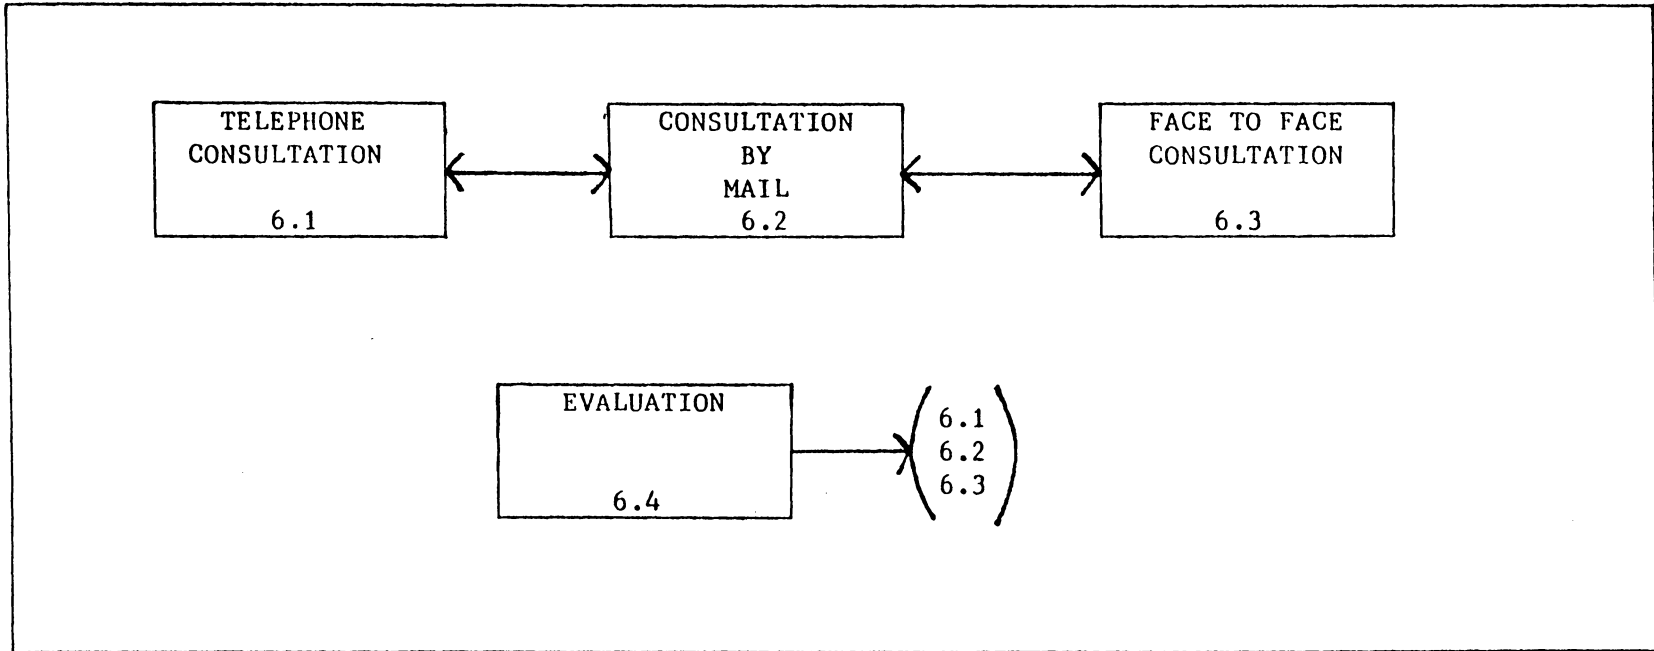 TELEPHONE
CONSULTATION
6.1
CONSULTATION
BY
MAIL
6.2
FACE TO FACE
CONSULTATION
6.3
EVALUATION
6.4
6.1
6.2
6.3